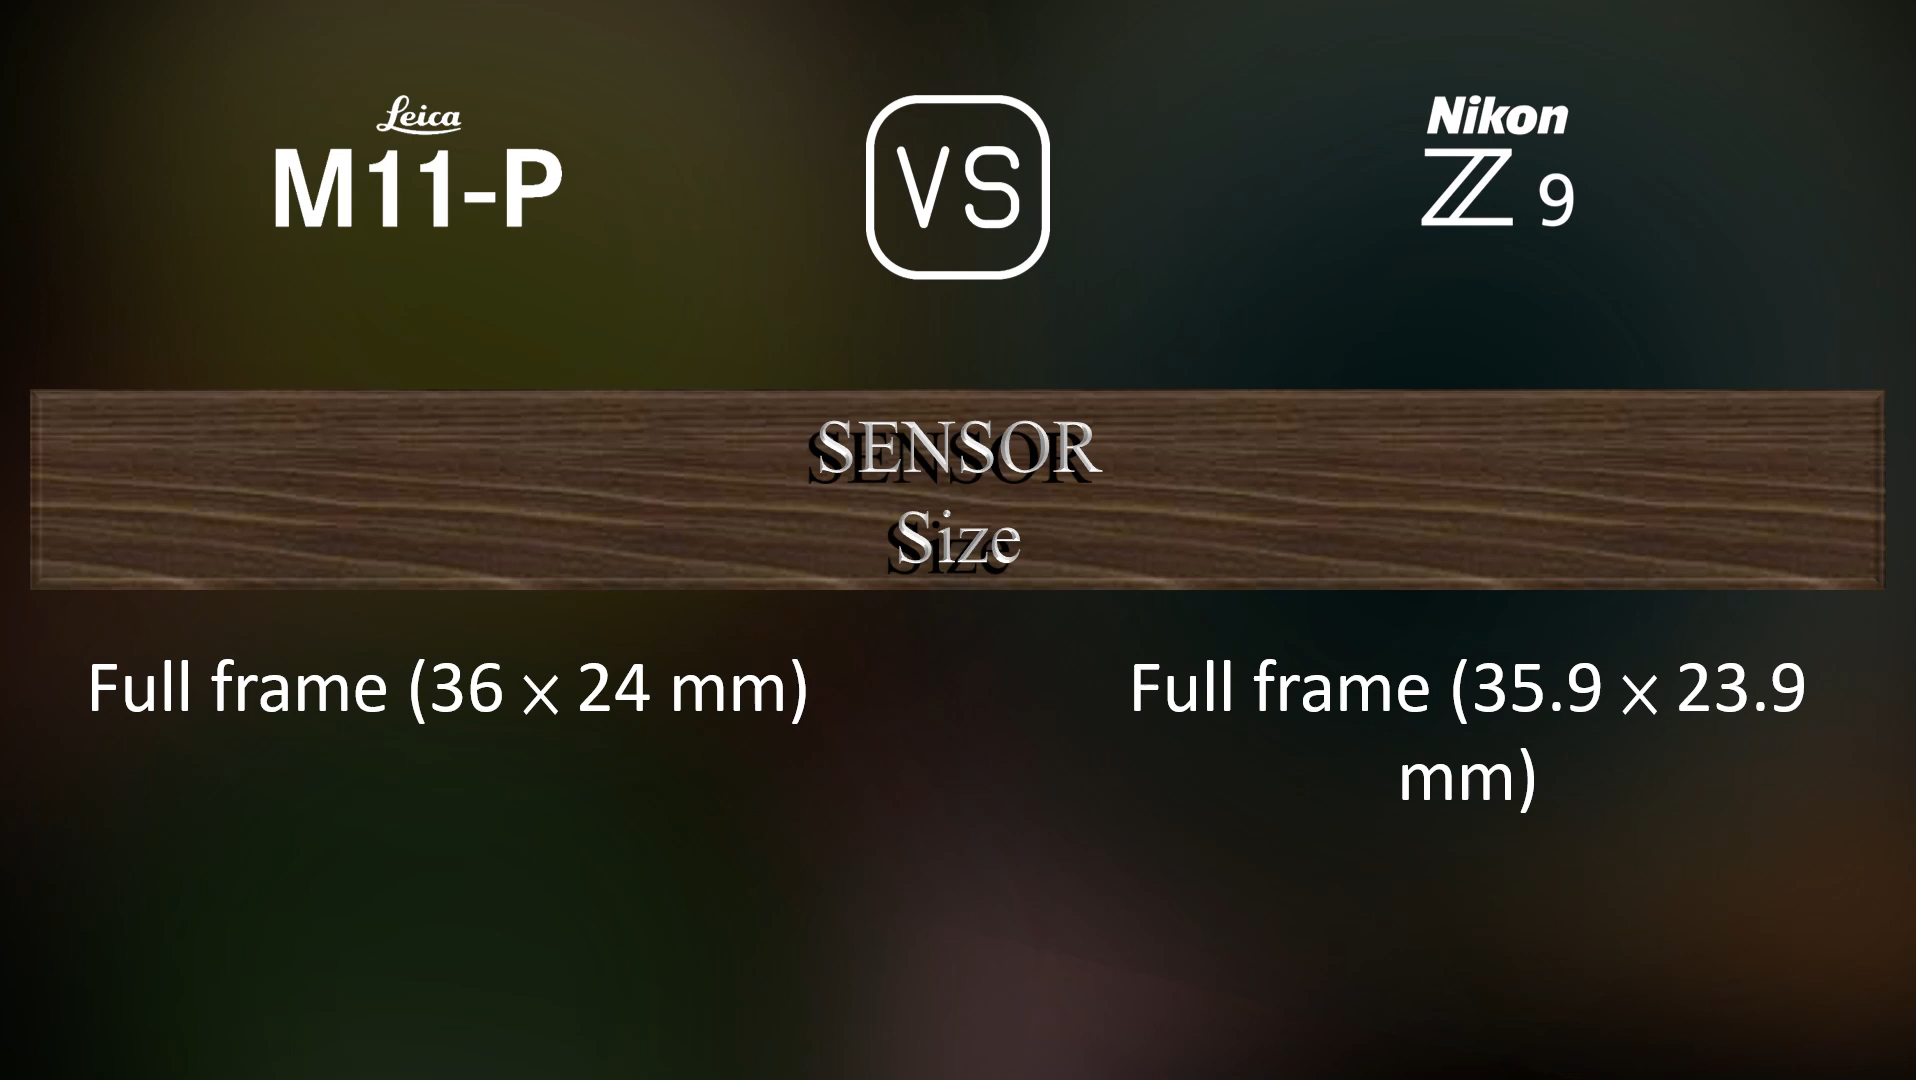 Leica
M11-P
VS
Nikon
Z 9
SENSOR
Size
Full frame (36 x 24 mm)
Full frame (35.9 x 23.9
mm)